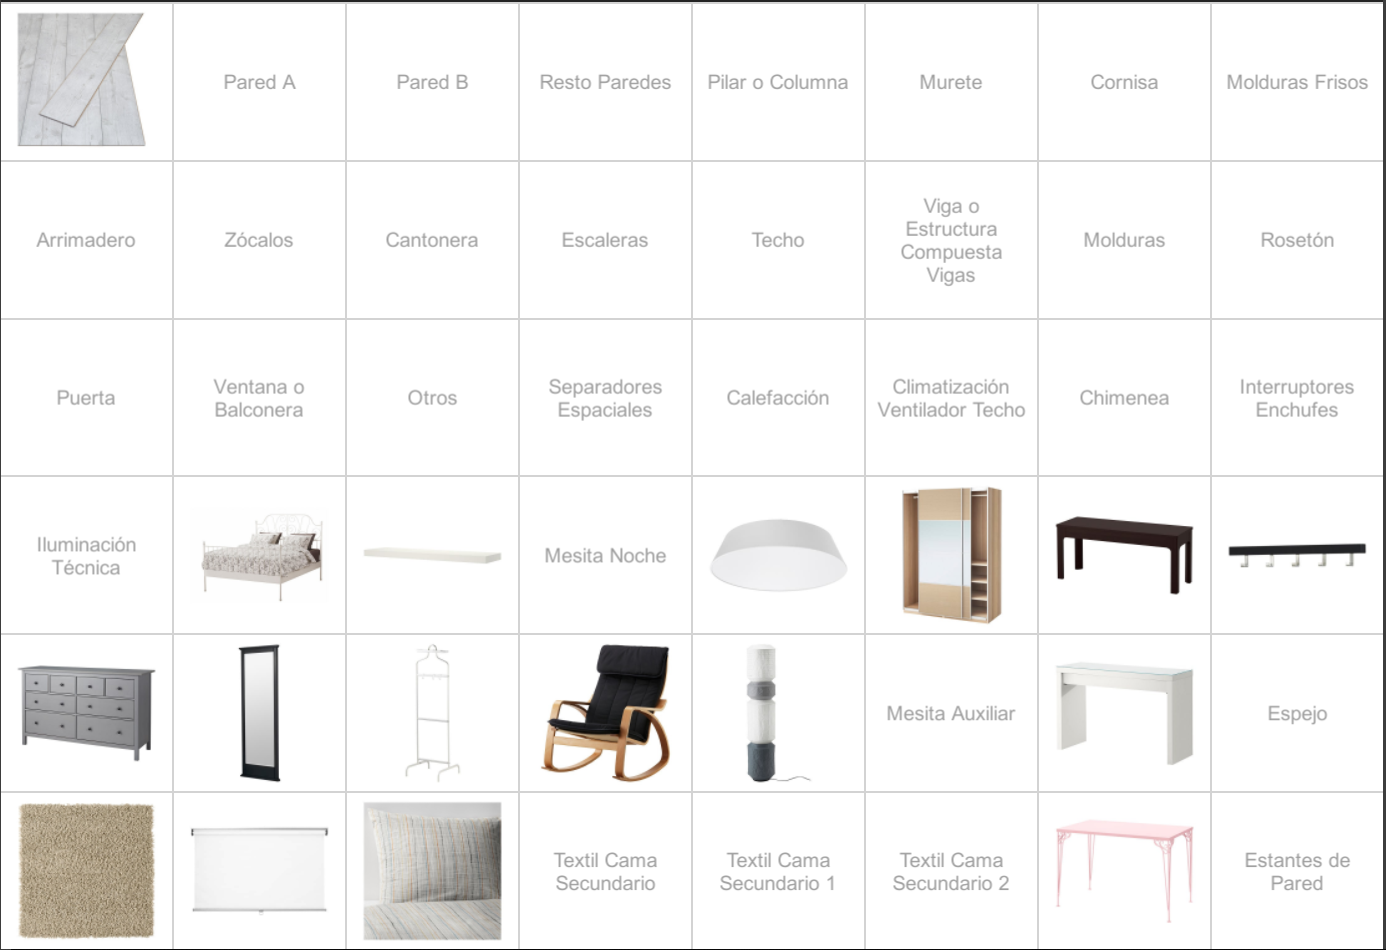 Pared A
Pared B
Resto Paredes
Pilar o Columna
Murete
Cornisa
Molduras Frisos
Arrimadero
Zócalos
Cantonera
Escaleras
Techo
Viga o
Estructura
Compuesta
Vigas
Molduras
Rosetón
Puerta
Ventana o
Balconera
Otros
Separadores
Espaciales
Calefacción
Climatización
Ventilador Techo
Chimenea
Interruptores
Enchufes
Iluminación
Técnica
Mesita Noche
Mesita Auxiliar
Espejo
Textil Cama
Secundario
Textil Cama
Secundario 1
Textil Cama
Secundario 2
Estantes de
Pared